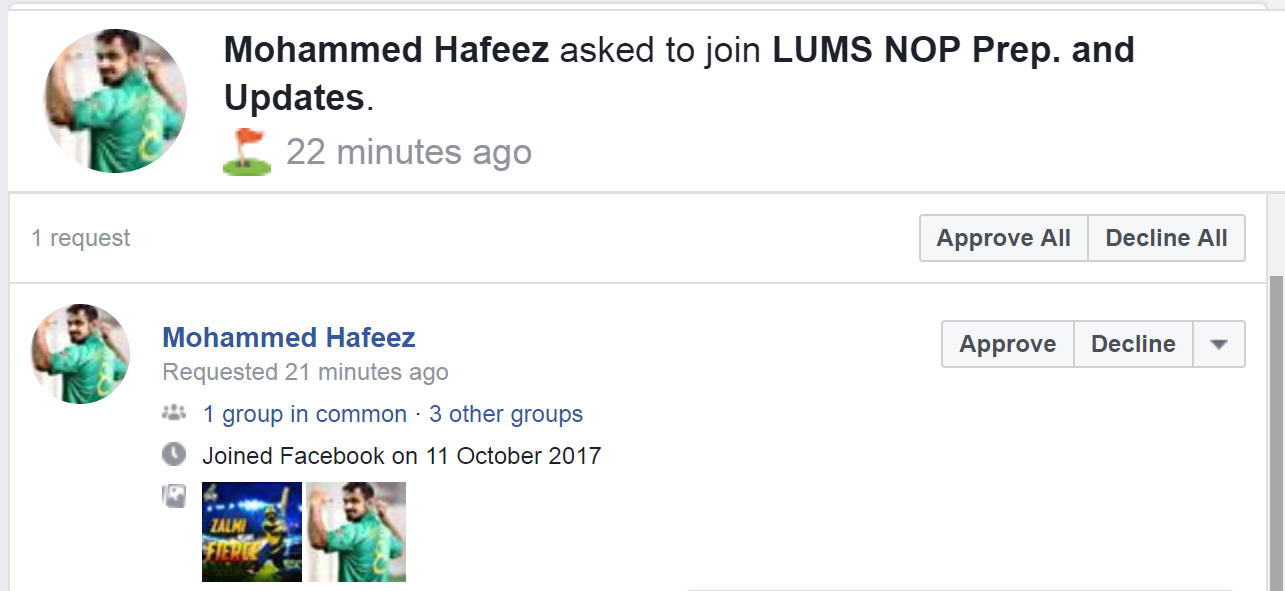 Mohammed Hafeez asked to join LUMS NOP Prep. and
Updates.
22 minutes ago
1 request
Approve All
Decline All
Mohammed Hafeez
Approve
Decline
Requested 21 minutes ago
1 group in common · 3 other groups
Joined Facebook on 11 October 2017
ZALMI
FIERCE
8